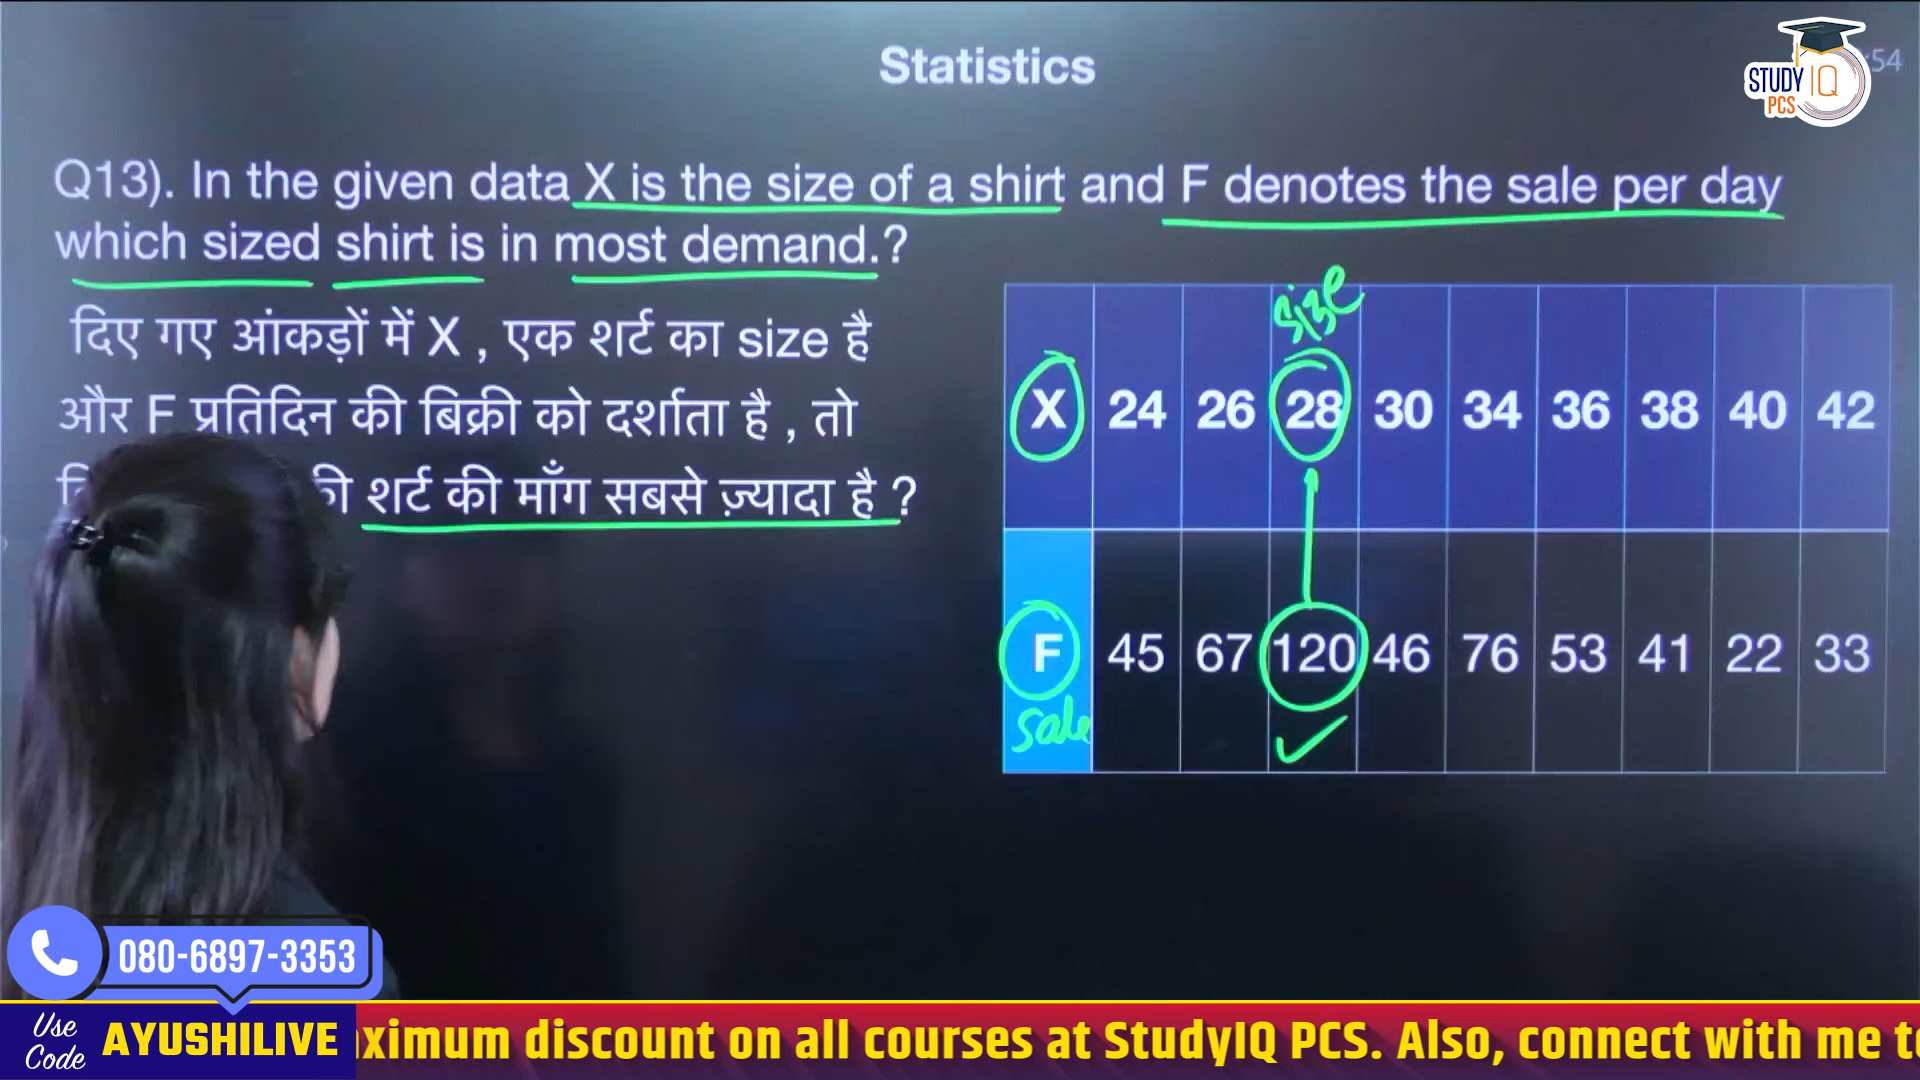 Statistics
:54
STUDY IQ
PCS
Q13). In the given data X is the size of a shirt and F denotes the sale per day
which sized shirt is in most demand.?
दिए गए आंकड़ों में X , एक शर्ट का size है
और F प्रतिदिन की बिक्री को दर्शाता है , तो
की शर्ट की माँग सबसे ज़्यादा है ?
size
X 24 26 28 30 34 36 38 40 42
F 45 67 120 46 76 53 41 22 33
sale
080-6897-3353
Use Code AYUSHILIVE
aximum discount on all courses at StudyIQ PCS. Also, connect with me to